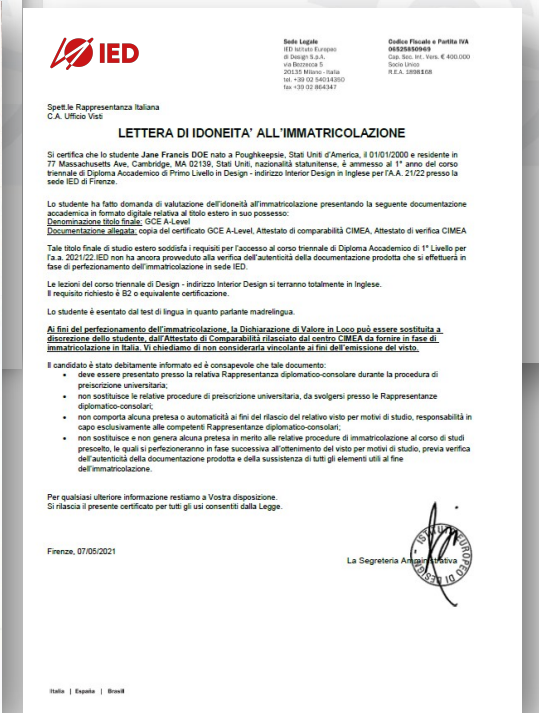 IED
Sede Legale
IED Istituto Europeo
di Design S.p.A.
via Bezzecca 5
20135 Milano - Italia
tel. +39 02 54014350
fax +39 02 864347
Codice Fiscale e Partita IVA
06525850969
Cap. Soc. Int. Vers. € 400.000
Socio Unico
R.E.A. 1898168
Spett.le Rappresentanza Italiana
C.A. Ufficio Visti
LETTERA DI IDONEITA' ALL'IMMATRICOLAZIONE
Si certifica che lo studente Jane Francis DOE nato a Poughkeepsie, Stati Uniti d'America, il 01/01/2000 e residente in
77 Massachusetts Ave, Cambridge, MA 02139, Stati Uniti, nazionalità statunitense, è ammesso al 1° anno del corso
triennale di Diploma Accademico di Primo Livello in Design - indirizzo Interior Design in Inglese per l'A.A. 21/22 presso la
sede IED di Firenze.
Lo studente ha fatto domanda di valutazione dell'idoneità all'immatricolazione presentando la seguente documentazione
accademica in formato digitale relativa al titolo estero in suo possesso:
Denominazione titolo finale: GCE A-Level
Documentazione allegata: copia del certificato GCE A-Level, Attestato di comparabilità CIMEA, Attestato di verifica CIMEA
Tale titolo finale di studio estero soddisfa i requisiti per l'accesso al corso triennale di Diploma Accademico di 1° Livello per
l'a.a. 2021/22.IED non ha ancora provveduto alla verifica dell'autenticità della documentazione prodotta che si effettuerà in
fase di perfezionamento dell'immatricolazione in sede IED.
Le lezioni del corso triennale di Design - indirizzo Interior Design si terranno totalmente in Inglese.
Il requisito richiesto è B2 o equivalente certificazione.
Lo studente è esentato dal test di lingua in quanto parlante madrelingua.
Ai fini del perfezionamento dell'immatricolazione, la Dichiarazione di Valore in Loco può essere sostituita a
discrezione dello studente, dall'Attestato di Comparabilità rilasciato dal centro CIMEA da fornire in fase di
immatricolazione in Italia. Vi chiediamo di non considerarla vincolante ai fini dell'emissione del visto.
Il candidato è stato debitamente informato ed è consapevole che tale documento:
• deve essere presentato presso la relativa Rappresentanza diplomatico-consolare durante la procedura di
preiscrizione universitaria;
• non sostituisce le relative procedure di preiscrizione universitaria, da svolgersi presso le Rappresentanze
diplomatico-consolari;
• non comporta alcuna pretesa o automaticità ai fini del rilascio del relativo visto per motivi di studio, responsabilità in
capo esclusivamente alle competenti Rappresentanze diplomatico-consolari;
• non sostituisce e non genera alcuna pretesa in merito alle relative procedure di immatricolazione al corso di studi
prescelto, le quali si perfezioneranno in fase successiva all'ottenimento del visto per motivi di studio, previa verifica
dell'autenticità della documentazione prodotta e della sussistenza di tutti gli elementi utili al fine
dell'immatricolazione.
Per qualsiasi ulteriore informazione restiamo a Vostra disposizione.
Si rilascia il presente certificato per tutti gli usi consentiti dalla Legge.
Firenze, 07/05/2021
La Segreteria Amministrativa
ISTITUTO EUROPEO DI DESIGN
Italia | España | Brasil